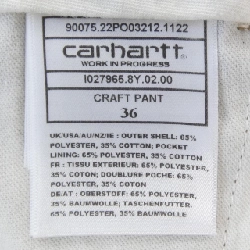 90075.22PO03212.1122
carhartt
WORK IN PROGRESS
I027965.8Y.02.00
CRAFT PANT
36
UK/USA/AU/NZ/IE : OUTER SHELL: 65%
POLYESTER, 35% COTTON; POCKET
LINING: 65% POLYESTER, 35% COTTON
FR : TISSU EXTERIEUR: 65% POLYESTER,
35% COTON; DOUBLURE POCHE: 65%
POLYESTER, 35% COTON
DE/AT : OBERSTOFF: 65% POLYESTER,
35% BAUMWOLLE; TASCHENFUTTER:
65% POLYESTER, 35% BAUMWOLLE